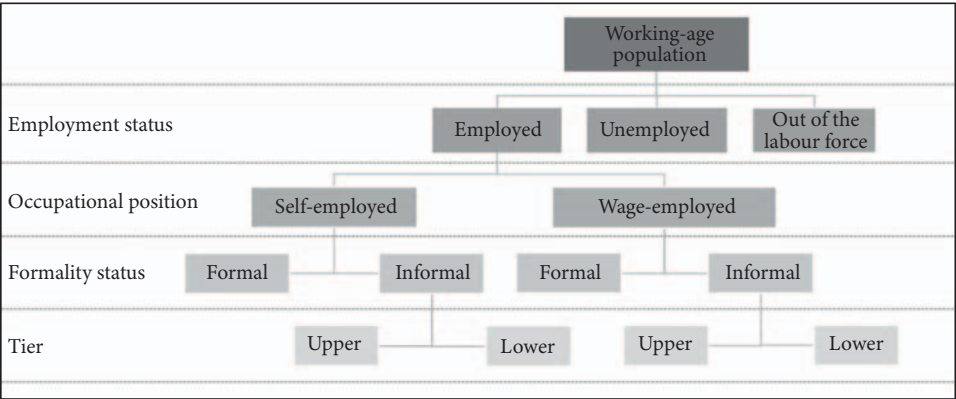 Working-age
population
Employment status
Employed
Unemployed
Out of the
labour force
Occupational position
Self-employed
Wage-employed
Formality status
Formal
Informal
Formal
Informal
Tier
Upper
Lower
Upper
Lower